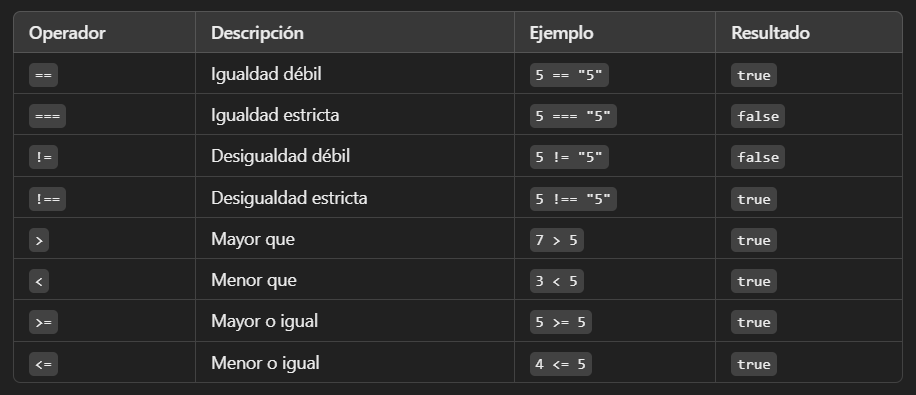 Operador Descripción Ejemplo Resultado
== Igualdad débil 5 == "5" true
=== Igualdad estricta 5 === "5" false
!= Desigualdad débil 5 != "5" false
!== Desigualdad estricta 5 !== "5" true
> Mayor que 7 > 5 true
< Menor que 3 < 5 true
>= Mayor o igual 5 >= 5 true
<= Menor o igual 4 <= 5 true